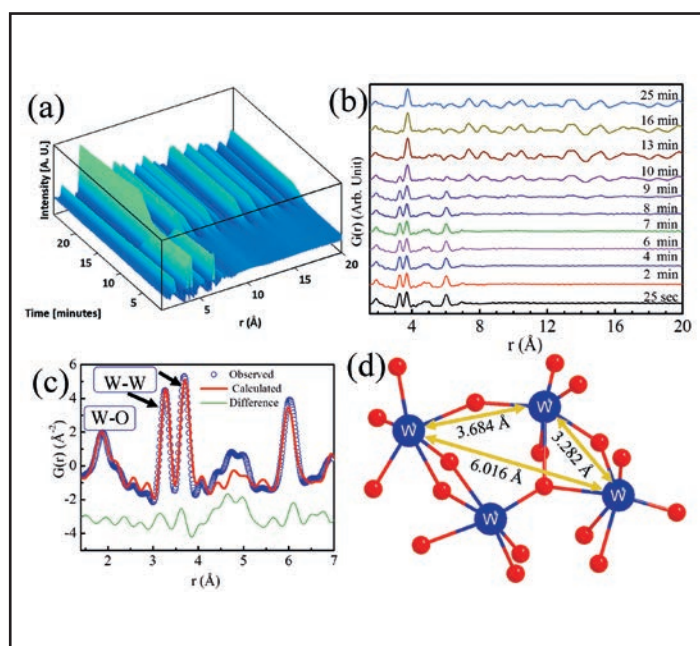 (a)
Intensity [A. U.]
20
15
10
5
Time [minutes]
5
10
15
20
r (Å)
(b)
G(r) (Arb. Unit)
25 min
16 min
13 min
10 min
9 min
8 min
7 min
6 min
4 min
2 min
25 sec
4
8
12
16
20
r (Å)
(c)
G(r) (Å⁻²)
6
4
2
0
-2
-4
W-W
W-O
Observed
Calculated
Difference
2
3
4
5
6
7
r (Å)
(d)
W
W
W
W
3.684 Å
3.282 Å
6.016 Å